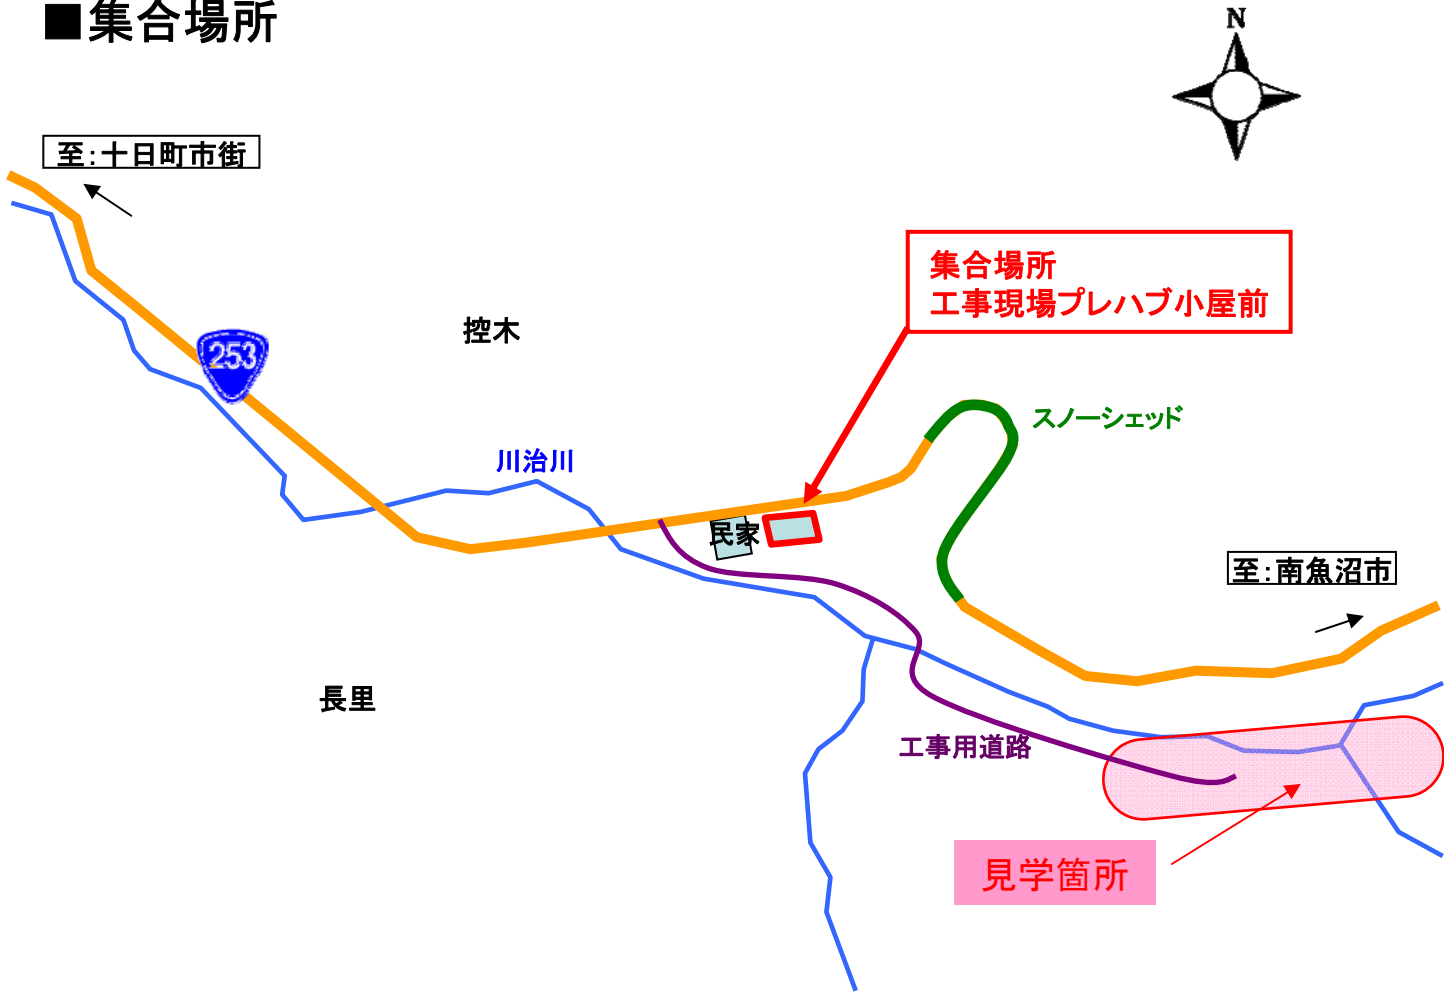 ■集合場所
N
至:十日町市街
集合場所
工事現場プレハブ小屋前
控木
253
スノーシェッド
川治川
民家
至:南魚沼市
長里
工事用道路
見学箇所